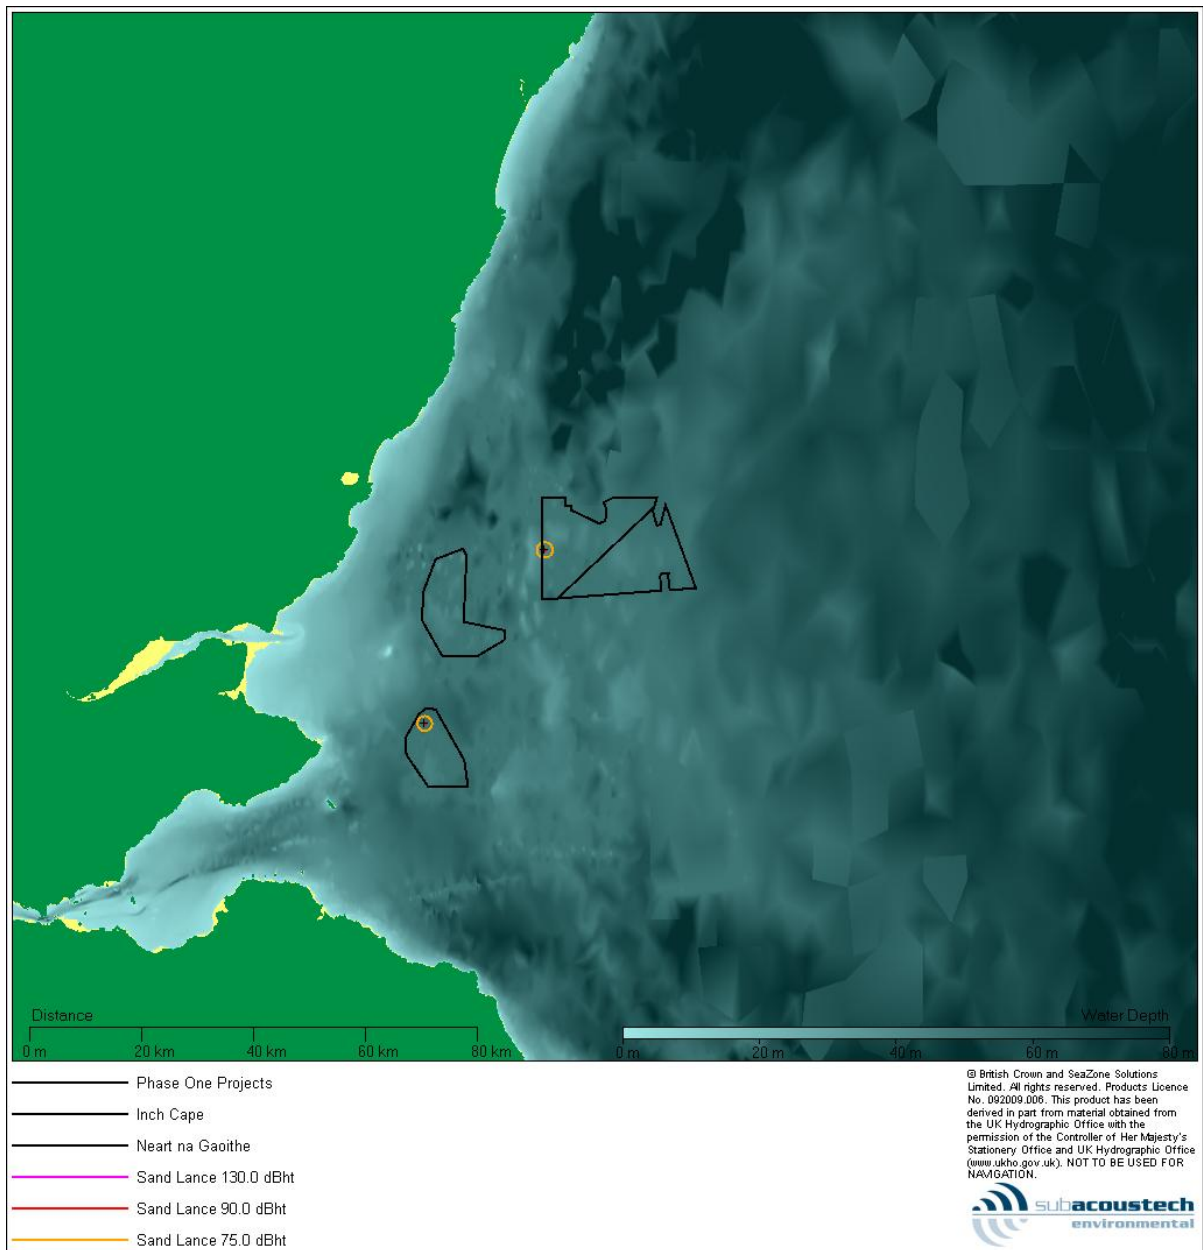 Distance
0 m 20 km 40 km 60 km 80 km
Water Depth
0 m 20 m 40 m 60 m 80 m
Phase One Projects
Inch Cape
Neart na Gaoithe
Sand Lance 130.0 dBht
Sand Lance 90.0 dBht
Sand Lance 75.0 dBht
© British Crown and SeaZone Solutions
Limited. All rights reserved. Products Licence
No. 092009.006. This product has been
derived in part from material obtained from
the UK Hydrographic Office with the
permission of the Controller of Her Majesty's
Stationery Office and UK Hydrographic Office
(www.ukho.gov.uk). NOT TO BE USED FOR
NAVIGATION.
subacoustech
environmental